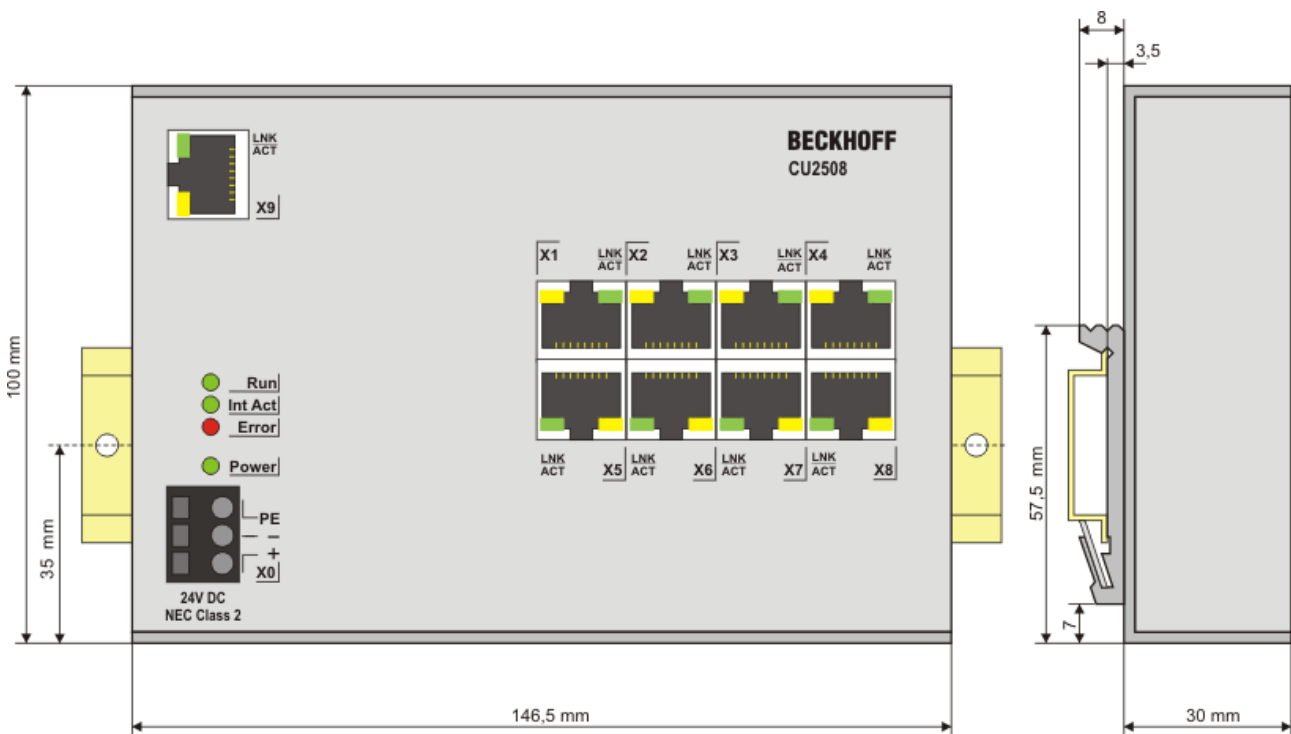 8
3,5
LNK
ACT
X9
BECKHOFF
CU2508
X1 LNK ACT X2 LNK ACT X3 LNK ACT X4 LNK ACT
100 mm
Run
Int Act
Error
Power
LNK ACT X5 LNK ACT X6 LNK ACT X7 LNK ACT X8
35 mm
57,5 mm
PE
–
+
X0
24V DC
NEC Class 2
7
146,5 mm
30 mm